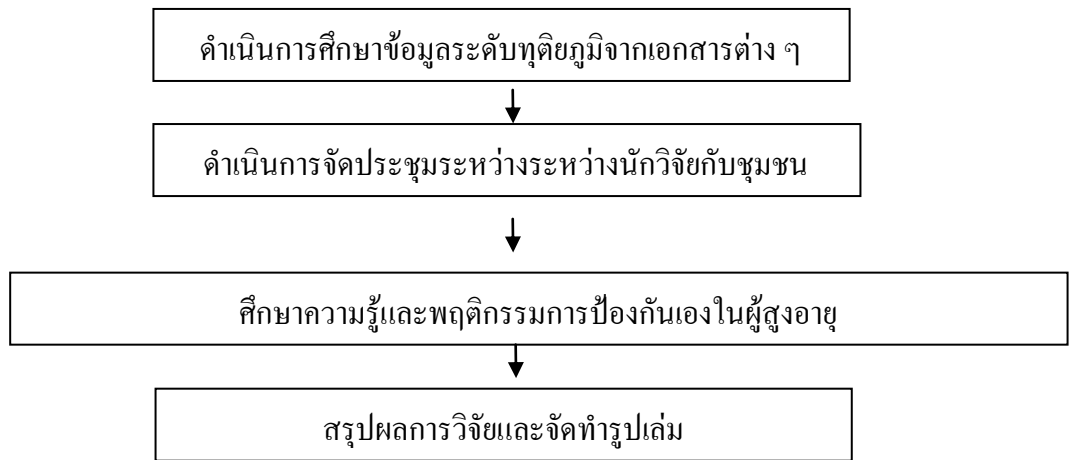 ดำเนินการศึกษาข้อมูลระดับทุติยภูมิจากเอกสารต่าง ๆ
ดำเนินการจัดประชุมระหว่างระหว่างนักวิจัยกับชุมชน
ศึกษาความรู้และพฤติกรรมการป้องกันเองในผู้สูงอายุ
สรุปผลการวิจัยและจัดทำรูปเล่ม